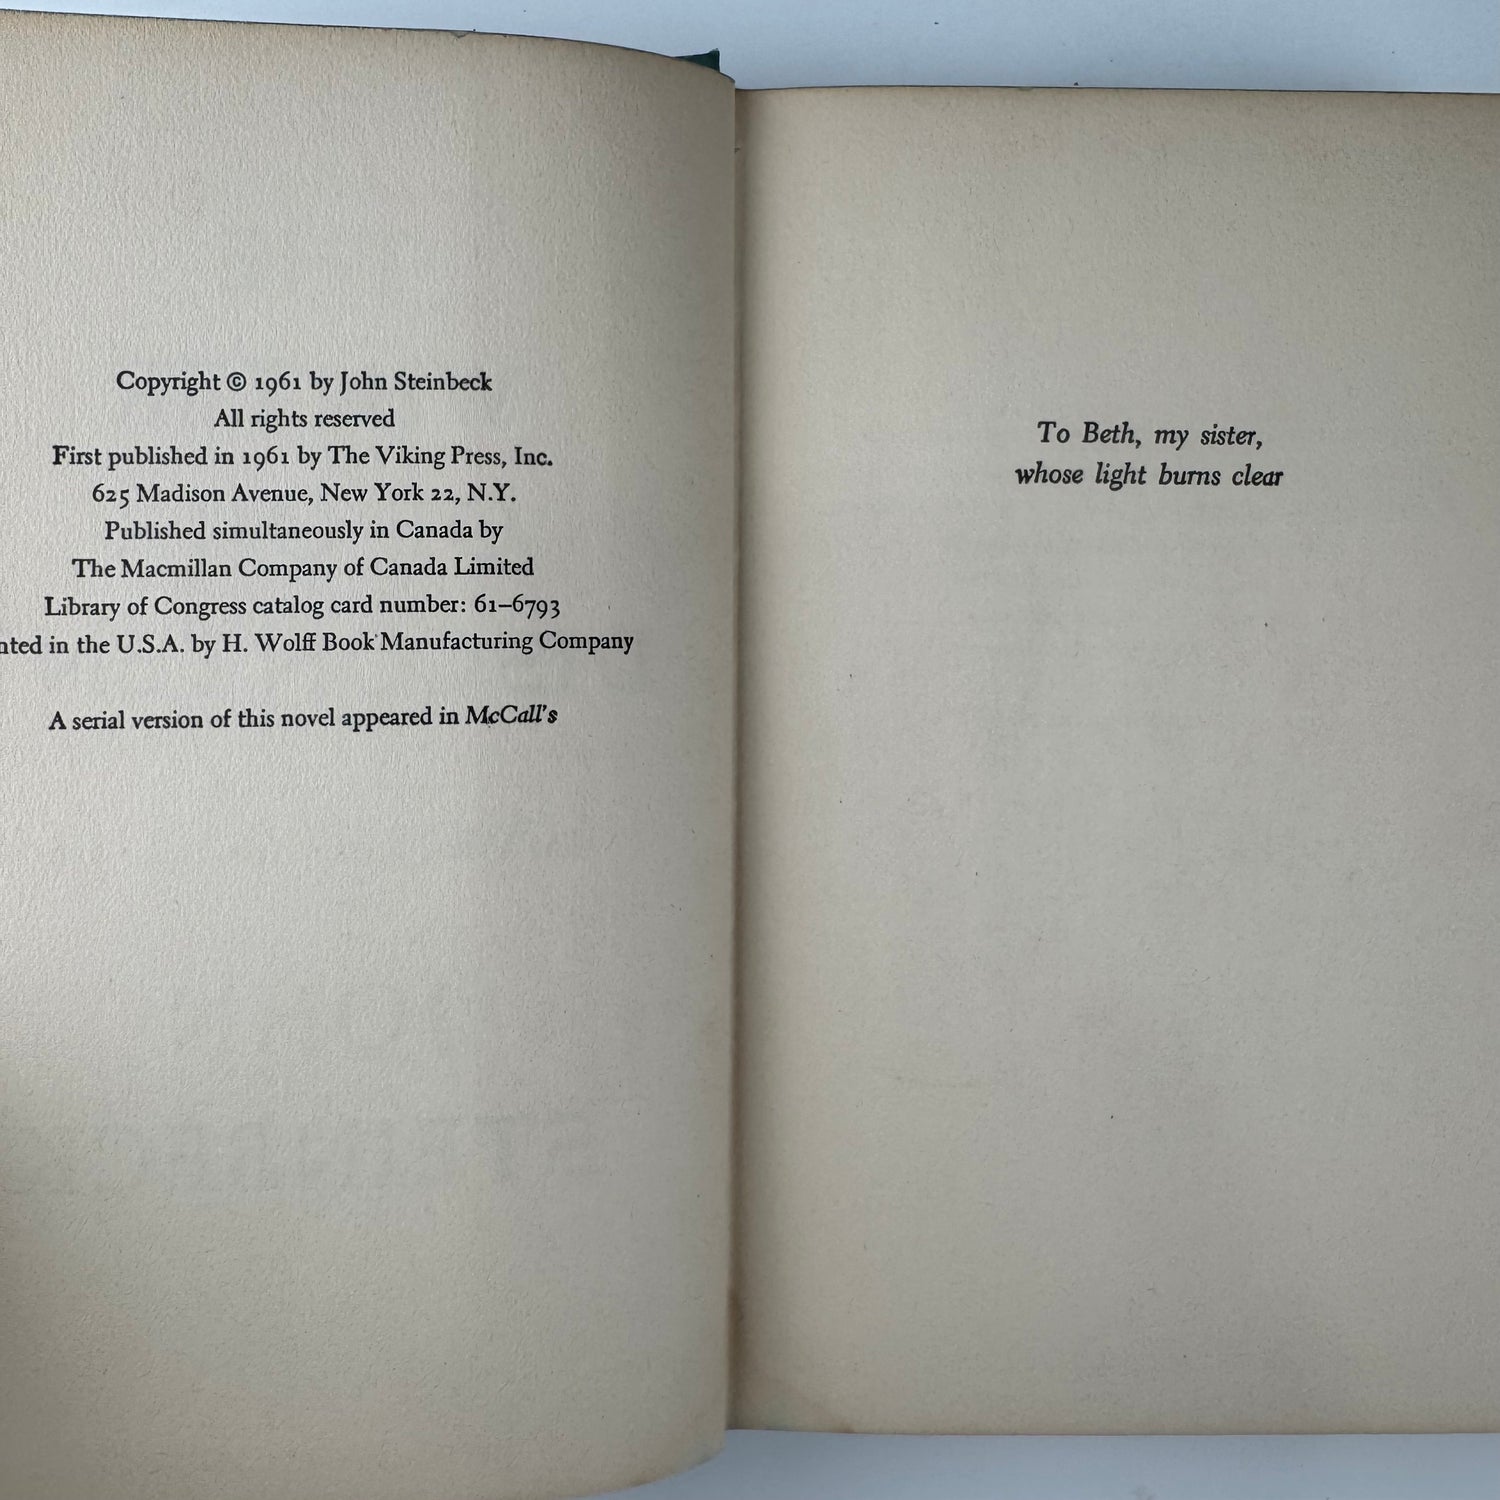 Copyright © 1961 by John Steinbeck
All rights reserved
First published in 1961 by The Viking Press, Inc.
625 Madison Avenue, New York 22, N.Y.
Published simultaneously in Canada by
The Macmillan Company of Canada Limited
Library of Congress catalog card number: 61–6793
nted in the U.S.A. by H. Wolff Book Manufacturing Company
A serial version of this novel appeared in McCall's
To Beth, my sister,
whose light burns clear